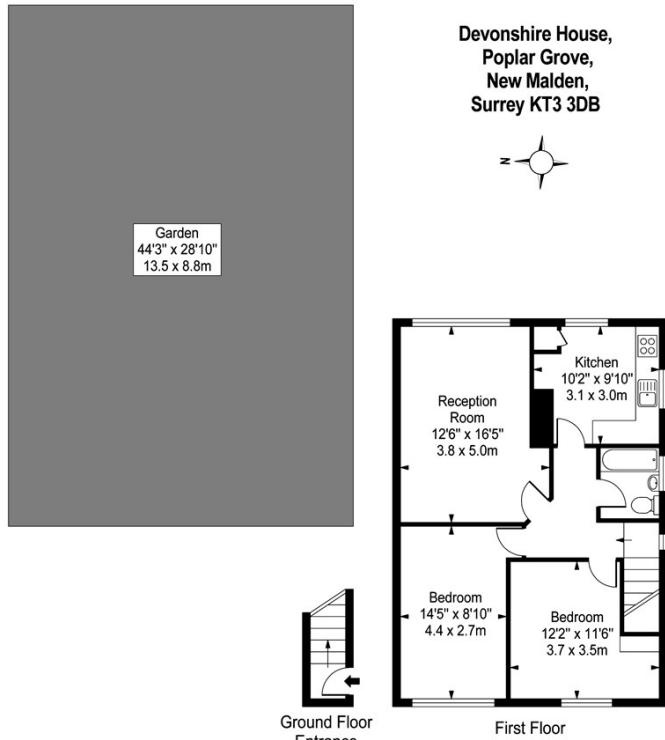 Devonshire House,
Poplar Grove,
New Malden,
Surrey KT3 3DB
N
Garden
44'3" x 28'10"
13.5 x 8.8m
Kitchen
10'2" x 9'10"
3.1 x 3.0m
Reception
Room
12'6" x 16'5"
3.8 x 5.0m
Bedroom
14'5" x 8'10"
4.4 x 2.7m
Bedroom
12'2" x 11'6"
3.7 x 3.5m
Ground Floor
Entrance
First Floor